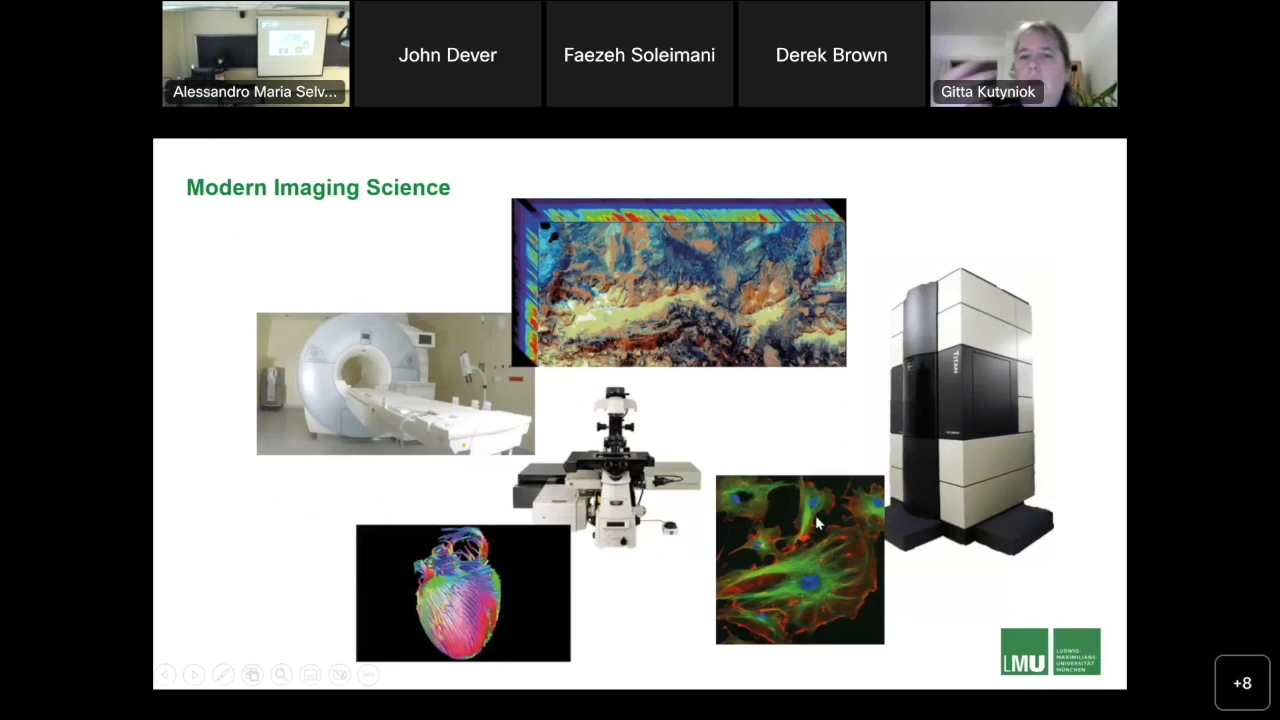 Alessandro Maria Selv...
John Dever
Faezeh Soleimani
Derek Brown
Gitta Kutyniok
Modern Imaging Science
TITAN
LMU
LUDWIG-
MAXIMILIANS-
UNIVERSITÄT
MÜNCHEN
+8